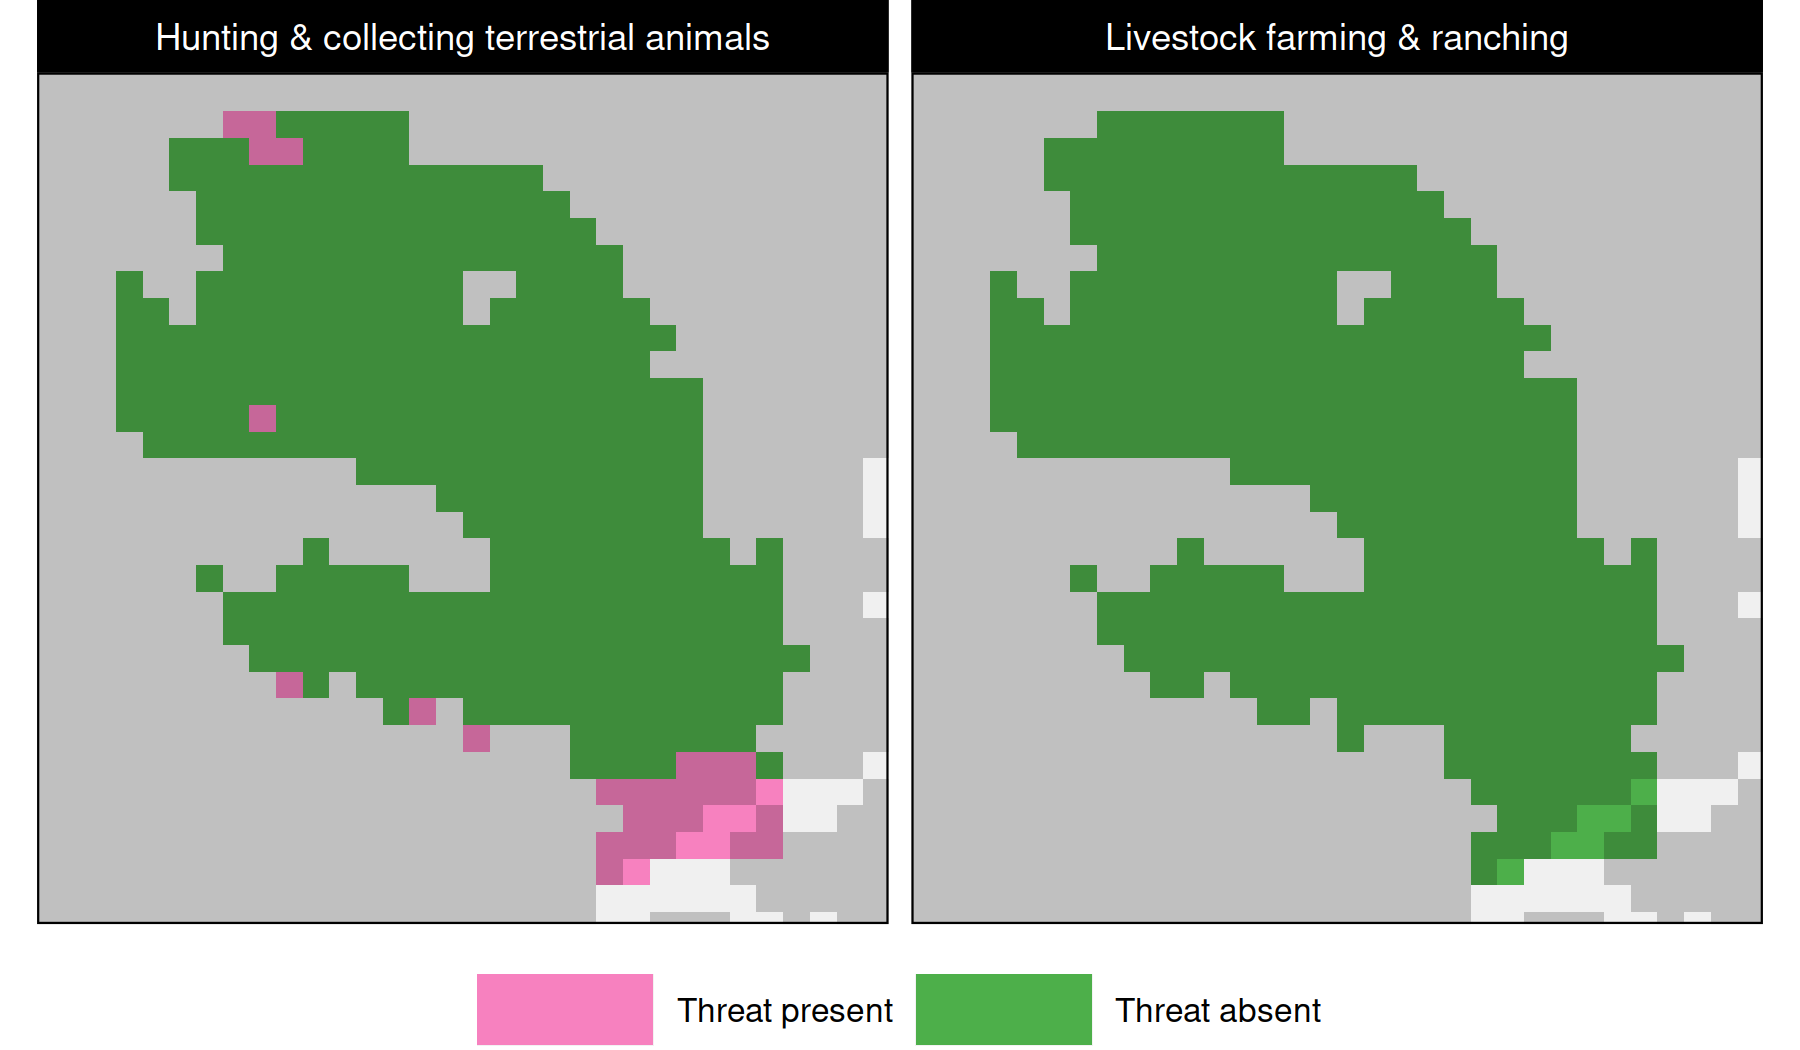 Hunting & collecting terrestrial animals
Livestock farming & ranching
Threat present
Threat absent